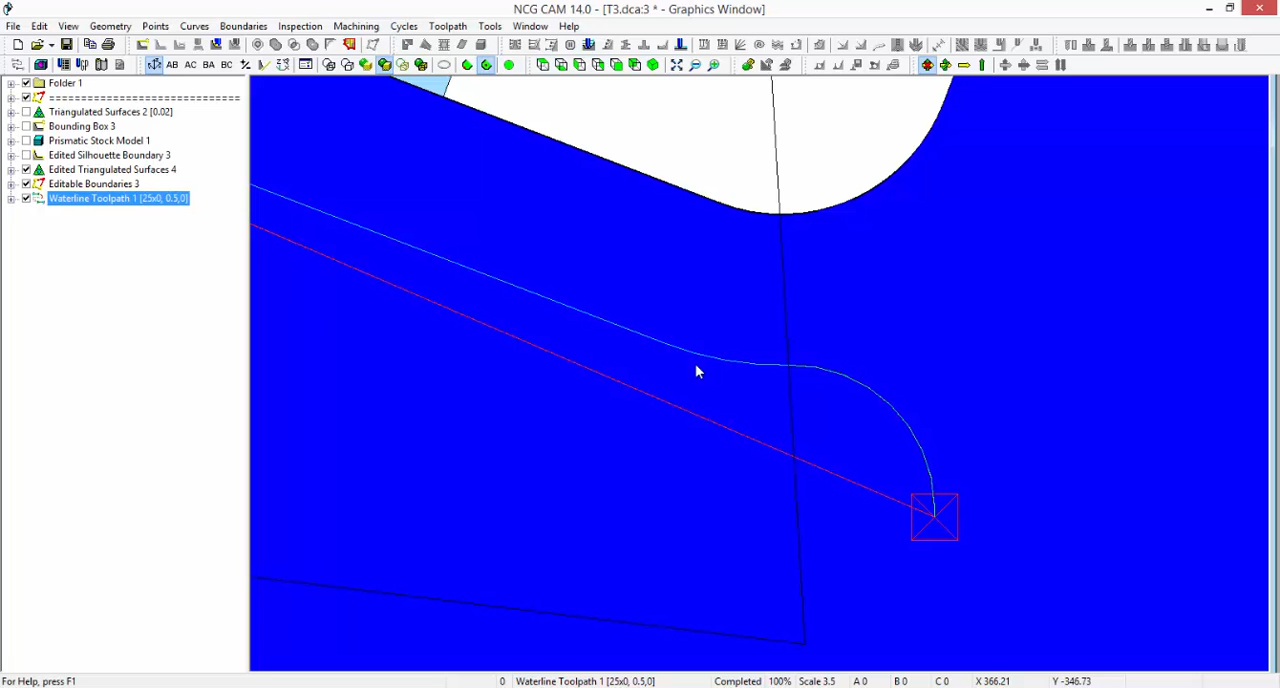 NCG CAM 14.0 - [T3.dca:3 * - Graphics Window]
File Edit View Geometry Points Curves Boundaries Inspection Machining Cycles Toolpath Tools Window Help
AB AC BA BC
Folder 1
==============================
Triangulated Surfaces 2 [0.02]
Bounding Box 3
Prismatic Stock Model 1
Edited Silhouette Boundary 3
Edited Triangulated Surfaces 4
Editable Boundaries 3
Waterline Toolpath 1 [25x0, 0.5,0]
For Help, press F1 0 Waterline Toolpath 1 [25x0, 0.5,0] Completed 100% Scale 3.5 A 0 B 0 C 0 X 366.21 Y -346.73